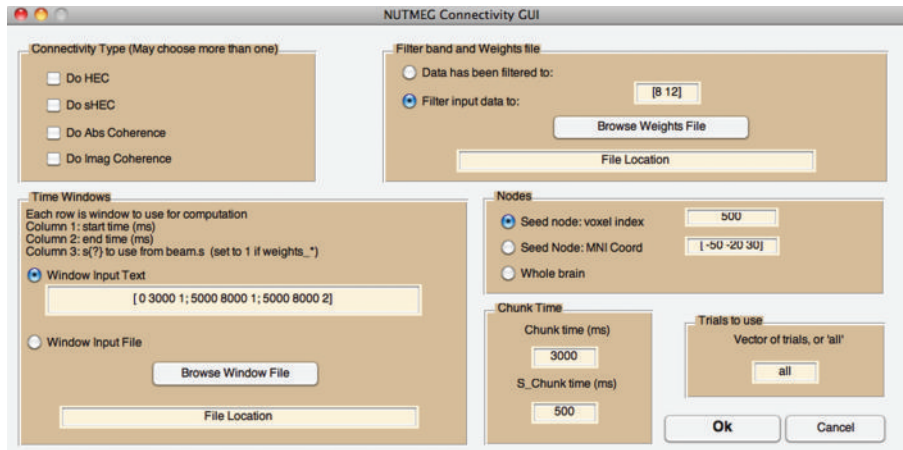 NUTMEG Connectivity GUI
Connectivity Type (May choose more than one)
Do HEC
Do sHEC
Do Abs Coherence
Do Imag Coherence
Filter band and Weights file
Data has been filtered to:
Filter input data to:
[8 12]
Browse Weights File
File Location
Time Windows
Each row is window to use for computation
Column 1: start time (ms)
Column 2: end time (ms)
Column 3: s{?} to use from beam.s (set to 1 if weights_*)
Window Input Text
[ 0 3000 1; 5000 8000 1; 5000 8000 2]
Window Input File
Browse Window File
File Location
Nodes
Seed node: voxel index
500
Seed Node: MNI Coord
[ -50 -20 30]
Whole brain
Chunk Time
Chunk time (ms)
3000
S_Chunk time (ms)
500
Trials to use
Vector of trials, or 'all'
all
Ok
Cancel